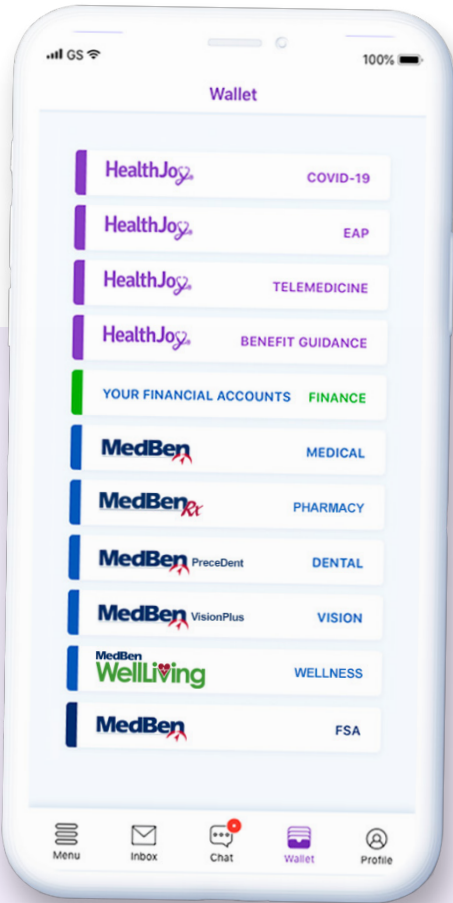 GS 100%
Wallet
HealthJoy COVID-19
HealthJoy EAP
HealthJoy TELEMEDICINE
HealthJoy BENEFIT GUIDANCE
YOUR FINANCIAL ACCOUNTS FINANCE
MedBen MEDICAL
MedBen Rx PHARMACY
MedBen PreceDent DENTAL
MedBen VisionPlus VISION
MedBen
WellLiving WELLNESS
MedBen FSA
Menu Inbox Chat Wallet Profile